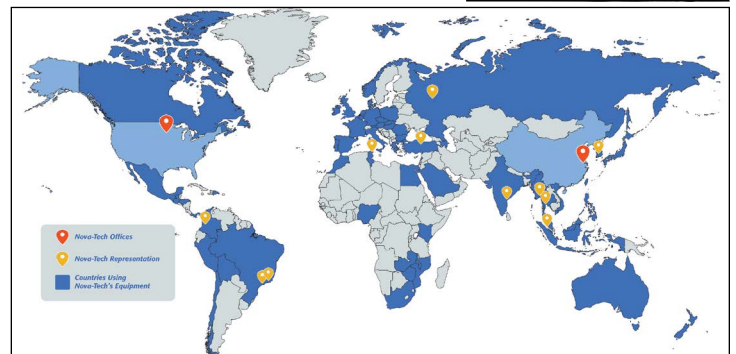 Nova-Tech Offices
Nova-Tech Representation
Countries Using
Nova-Tech's Equipment